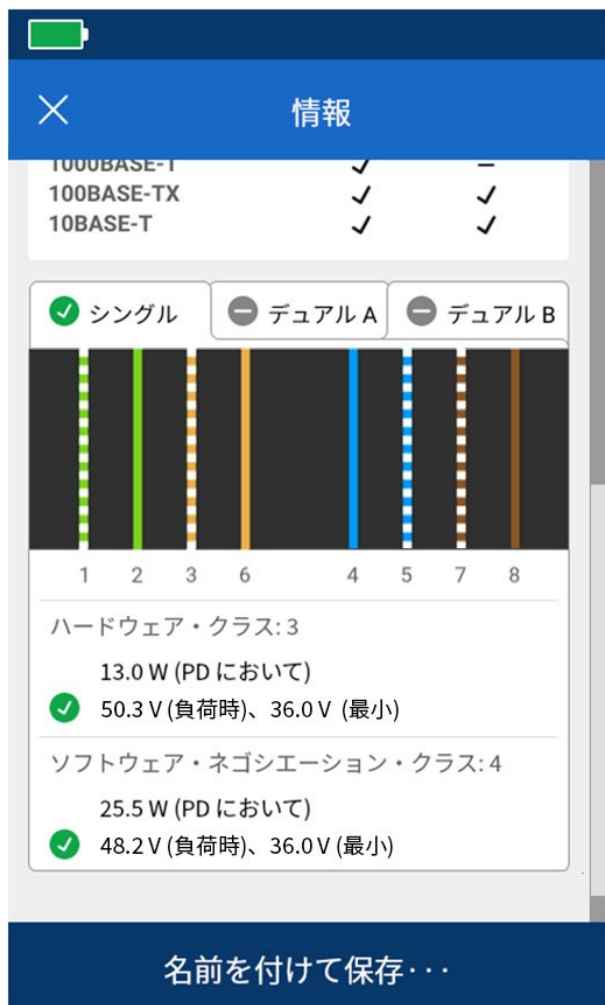 情報
1000BASE-T
100BASE-TX
10BASE-T
シングル
デュアル A
デュアル B
1 2 3 6 4 5 7 8
ハードウェア・クラス: 3
13.0 W (PD において)
50.3 V (負荷時)、36.0 V (最小)
ソフトウェア・ネゴシエーション・クラス: 4
25.5 W (PD において)
48.2 V (負荷時)、36.0 V (最小)
名前を付けて保存･･･